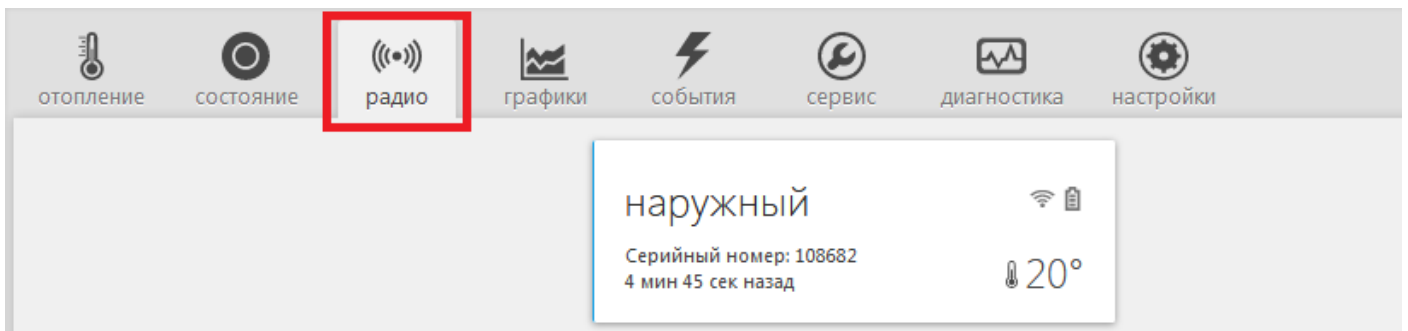 отопление состояние радио графики события сервис диагностика настройки
наружный
Серийный номер: 108682
4 мин 45 сек назад
20°